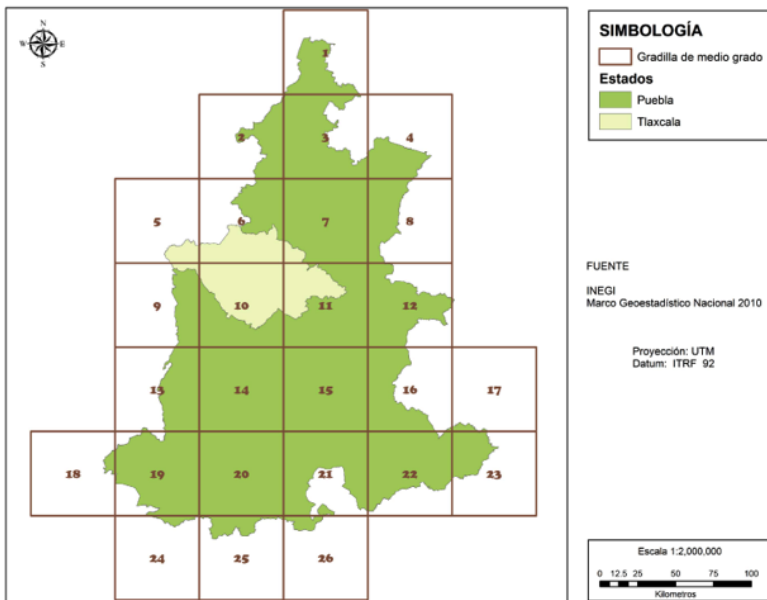 N
W E
S
1
2 3 4
5 6 7 8
9 10 11 12
13 14 15 16 17
18 19 20 21 22 23
24 25 26
SIMBOLOGÍA
Gradilla de medio grado
Estados
Puebla
Tlaxcala
FUENTE
INEGI
Marco Geoestadístico Nacional 2010
Proyección: UTM
Datum: ITRF 92
Escala 1:2,000,000
0 12.5 25 50 75 100
Kilometros